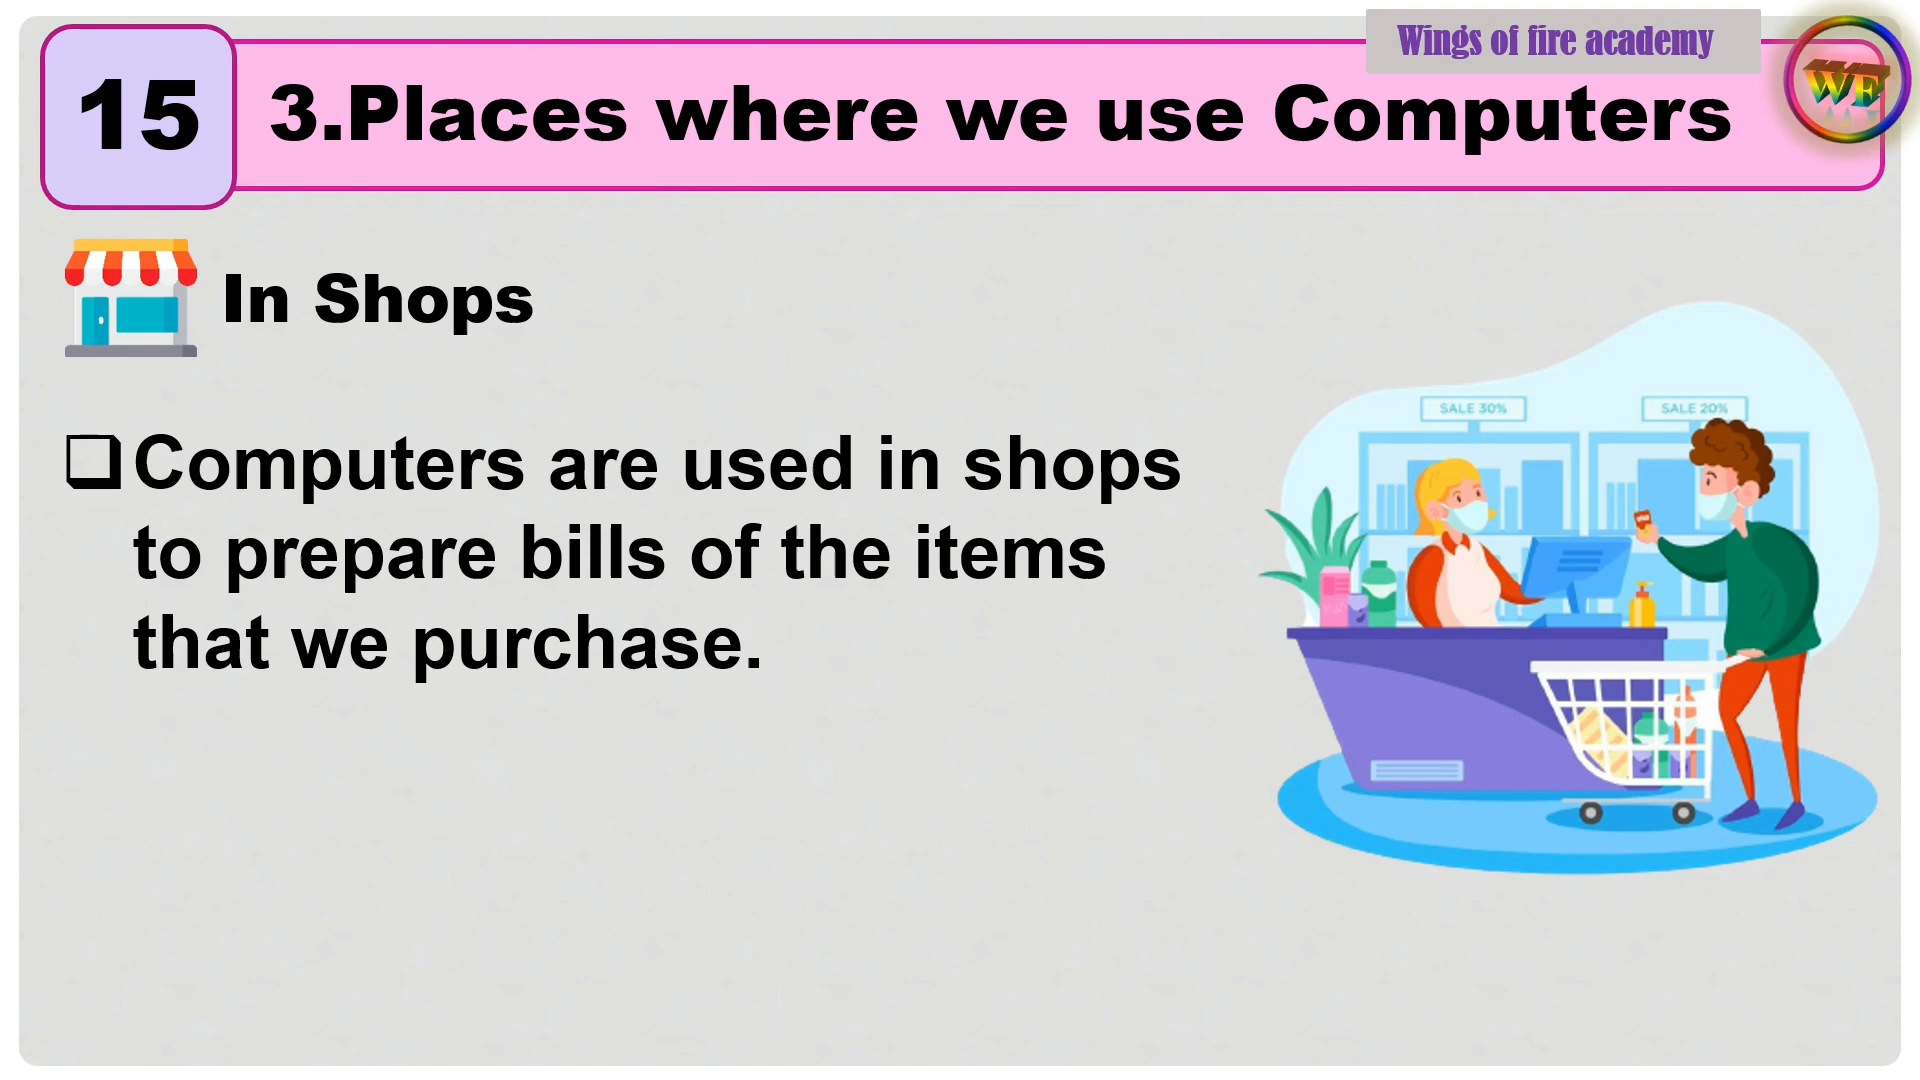 Wings of fire academy
WE
15
3.Places where we use Computers
In Shops
SALE 30%
SALE 20%
❑Computers are used in shops
to prepare bills of the items
that we purchase.